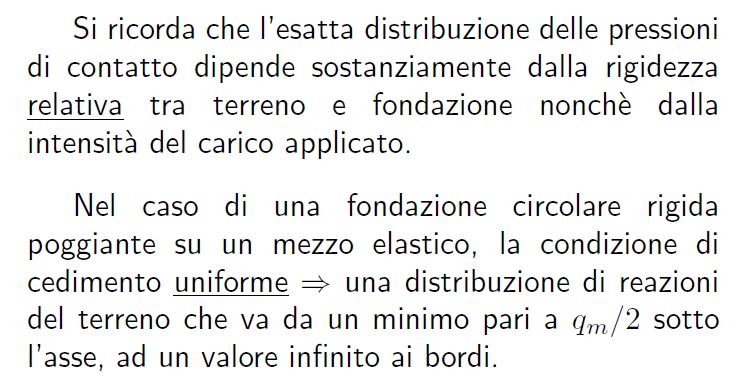 Si ricorda che l'esatta distribuzione delle pressioni
di contatto dipende sostanziamente dalla rigidezza
relativa tra terreno e fondazione nonchè dalla
intensità del carico applicato.
Nel caso di una fondazione circolare rigida
poggiante su un mezzo elastico, la condizione di
cedimento uniforme ⇒ una distribuzione di reazioni
del terreno che va da un minimo pari a $q_m/2$ sotto
l'asse, ad un valore infinito ai bordi.